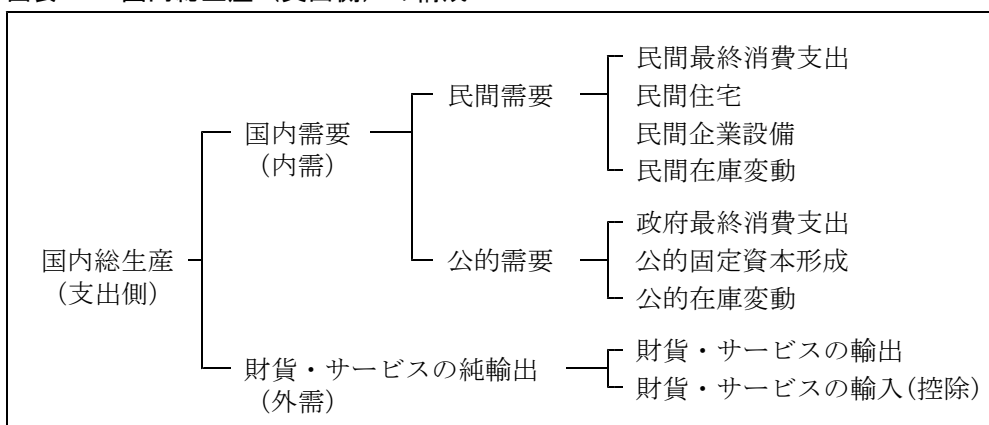 民間最終消費支出
民間需要
民間住宅
国内需要
(内需)
民間企業設備
民間在庫変動
政府最終消費支出
国内総生産
(支出側)
公的需要
公的固定資本形成
公的在庫変動
財貨・サービスの純輸出
(外需)
財貨・サービスの輸出
財貨・サービスの輸入(控除)